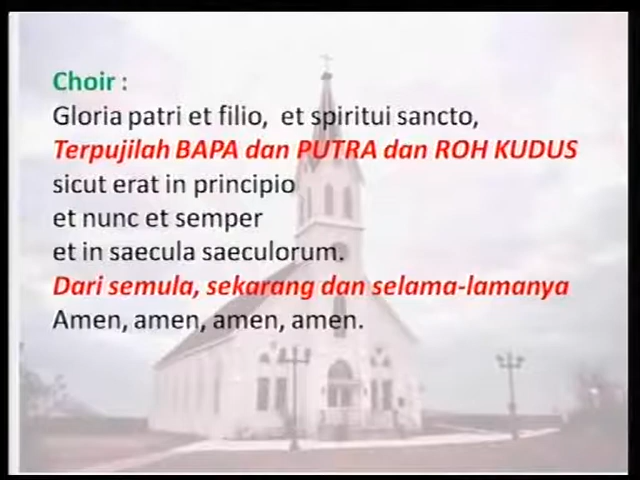 Choir :
Gloria patri et filio, et spiritui sancto,
Terpujilah BAPA dan PUTRA dan ROH KUDUS
sicut erat in principio
et nunc et semper
et in saecula saeculorum.
Dari semula, sekarang dan selama-lamanya
Amen, amen, amen, amen.